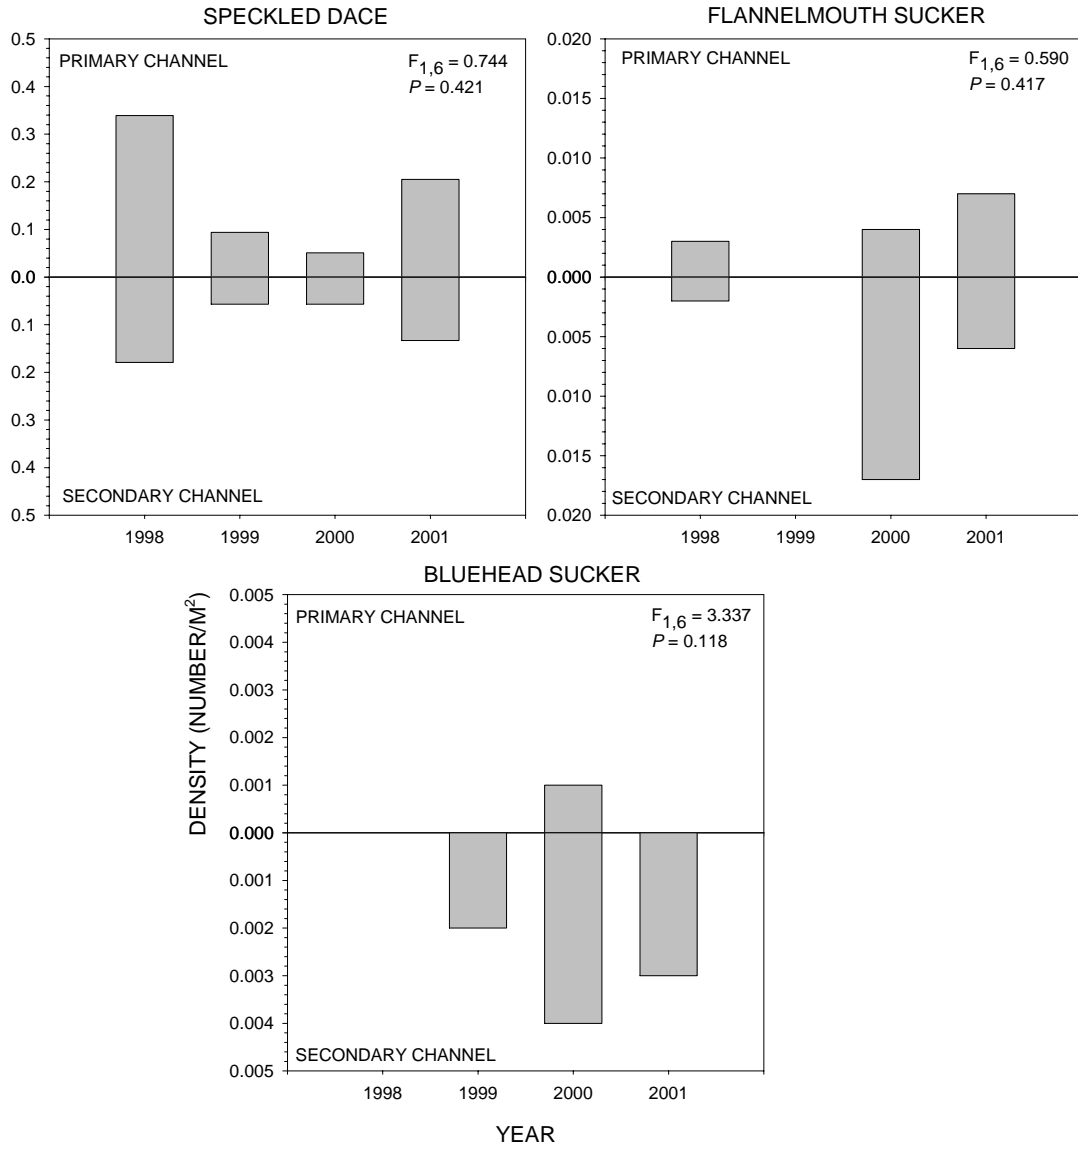 SPECKLED DACE
0.5
PRIMARY CHANNEL
F1,6 = 0.744
P = 0.421
0.4
0.3
0.2
0.1
0.0
0.1
0.2
0.3
0.4
SECONDARY CHANNEL
0.5
1998 1999 2000 2001
FLANNELMOUTH SUCKER
0.020
PRIMARY CHANNEL
F1,6 = 0.590
P = 0.417
0.015
0.010
0.005
0.000
0.005
0.010
0.015
SECONDARY CHANNEL
0.020
1998 1999 2000 2001
BLUEHEAD SUCKER
DENSITY (NUMBER/M²)
0.005
PRIMARY CHANNEL
F1,6 = 3.337
P = 0.118
0.004
0.003
0.002
0.001
0.000
0.001
0.002
0.003
0.004
SECONDARY CHANNEL
0.005
1998 1999 2000 2001
YEAR